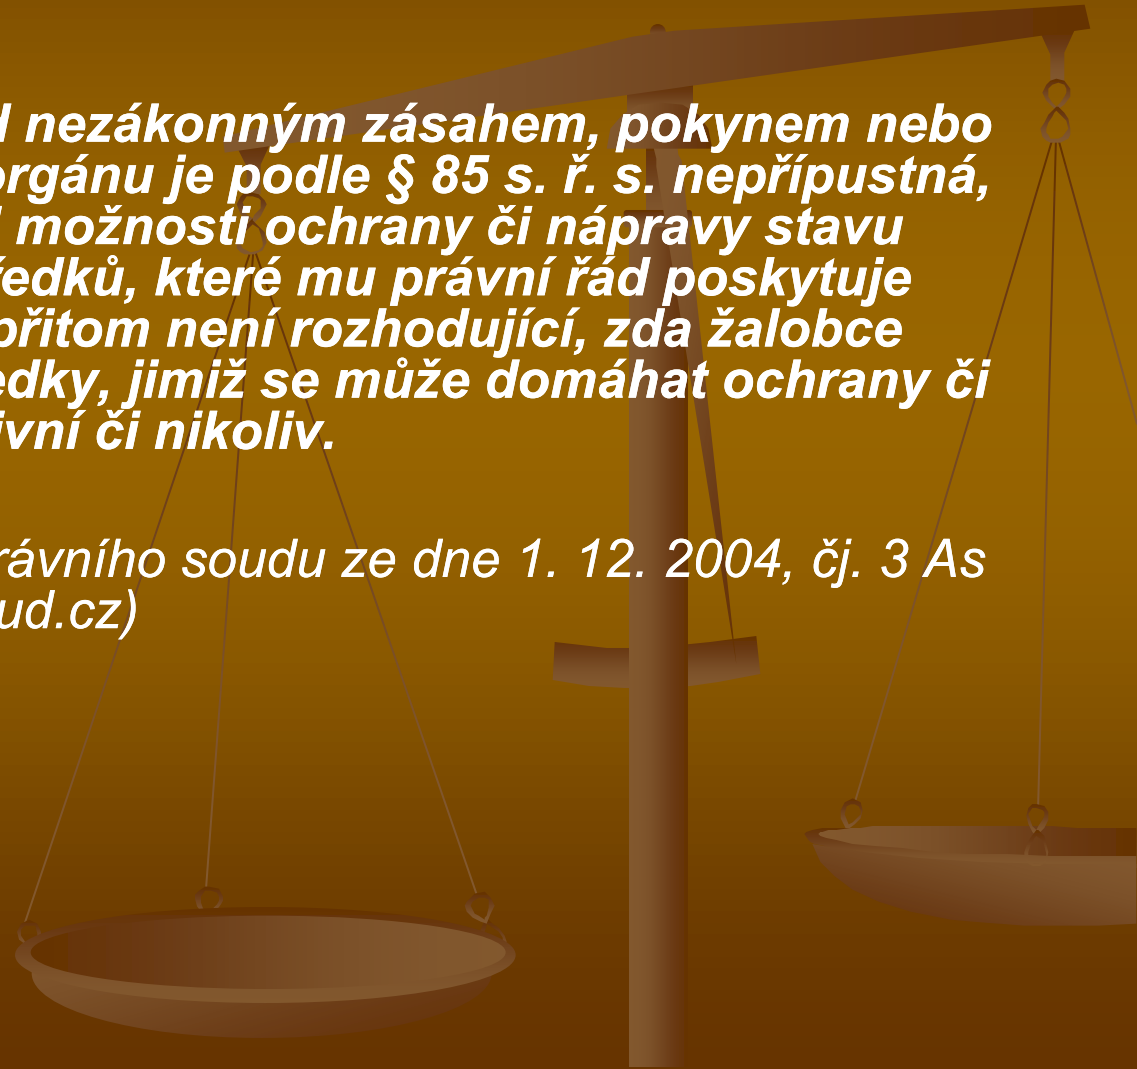 nezákonným zásahem, pokynem nebo
orgánu je podle § 85 s. ř. s. nepřípustná,
možnosti ochrany či nápravy stavu
ředků, které mu právní řád poskytuje
přitom není rozhodující, zda žalobce
edky, jimiž se může domáhat ochrany či
ivní či nikoliv.
rávního soudu ze dne 1. 12. 2004, čj. 3 As
ud.cz)